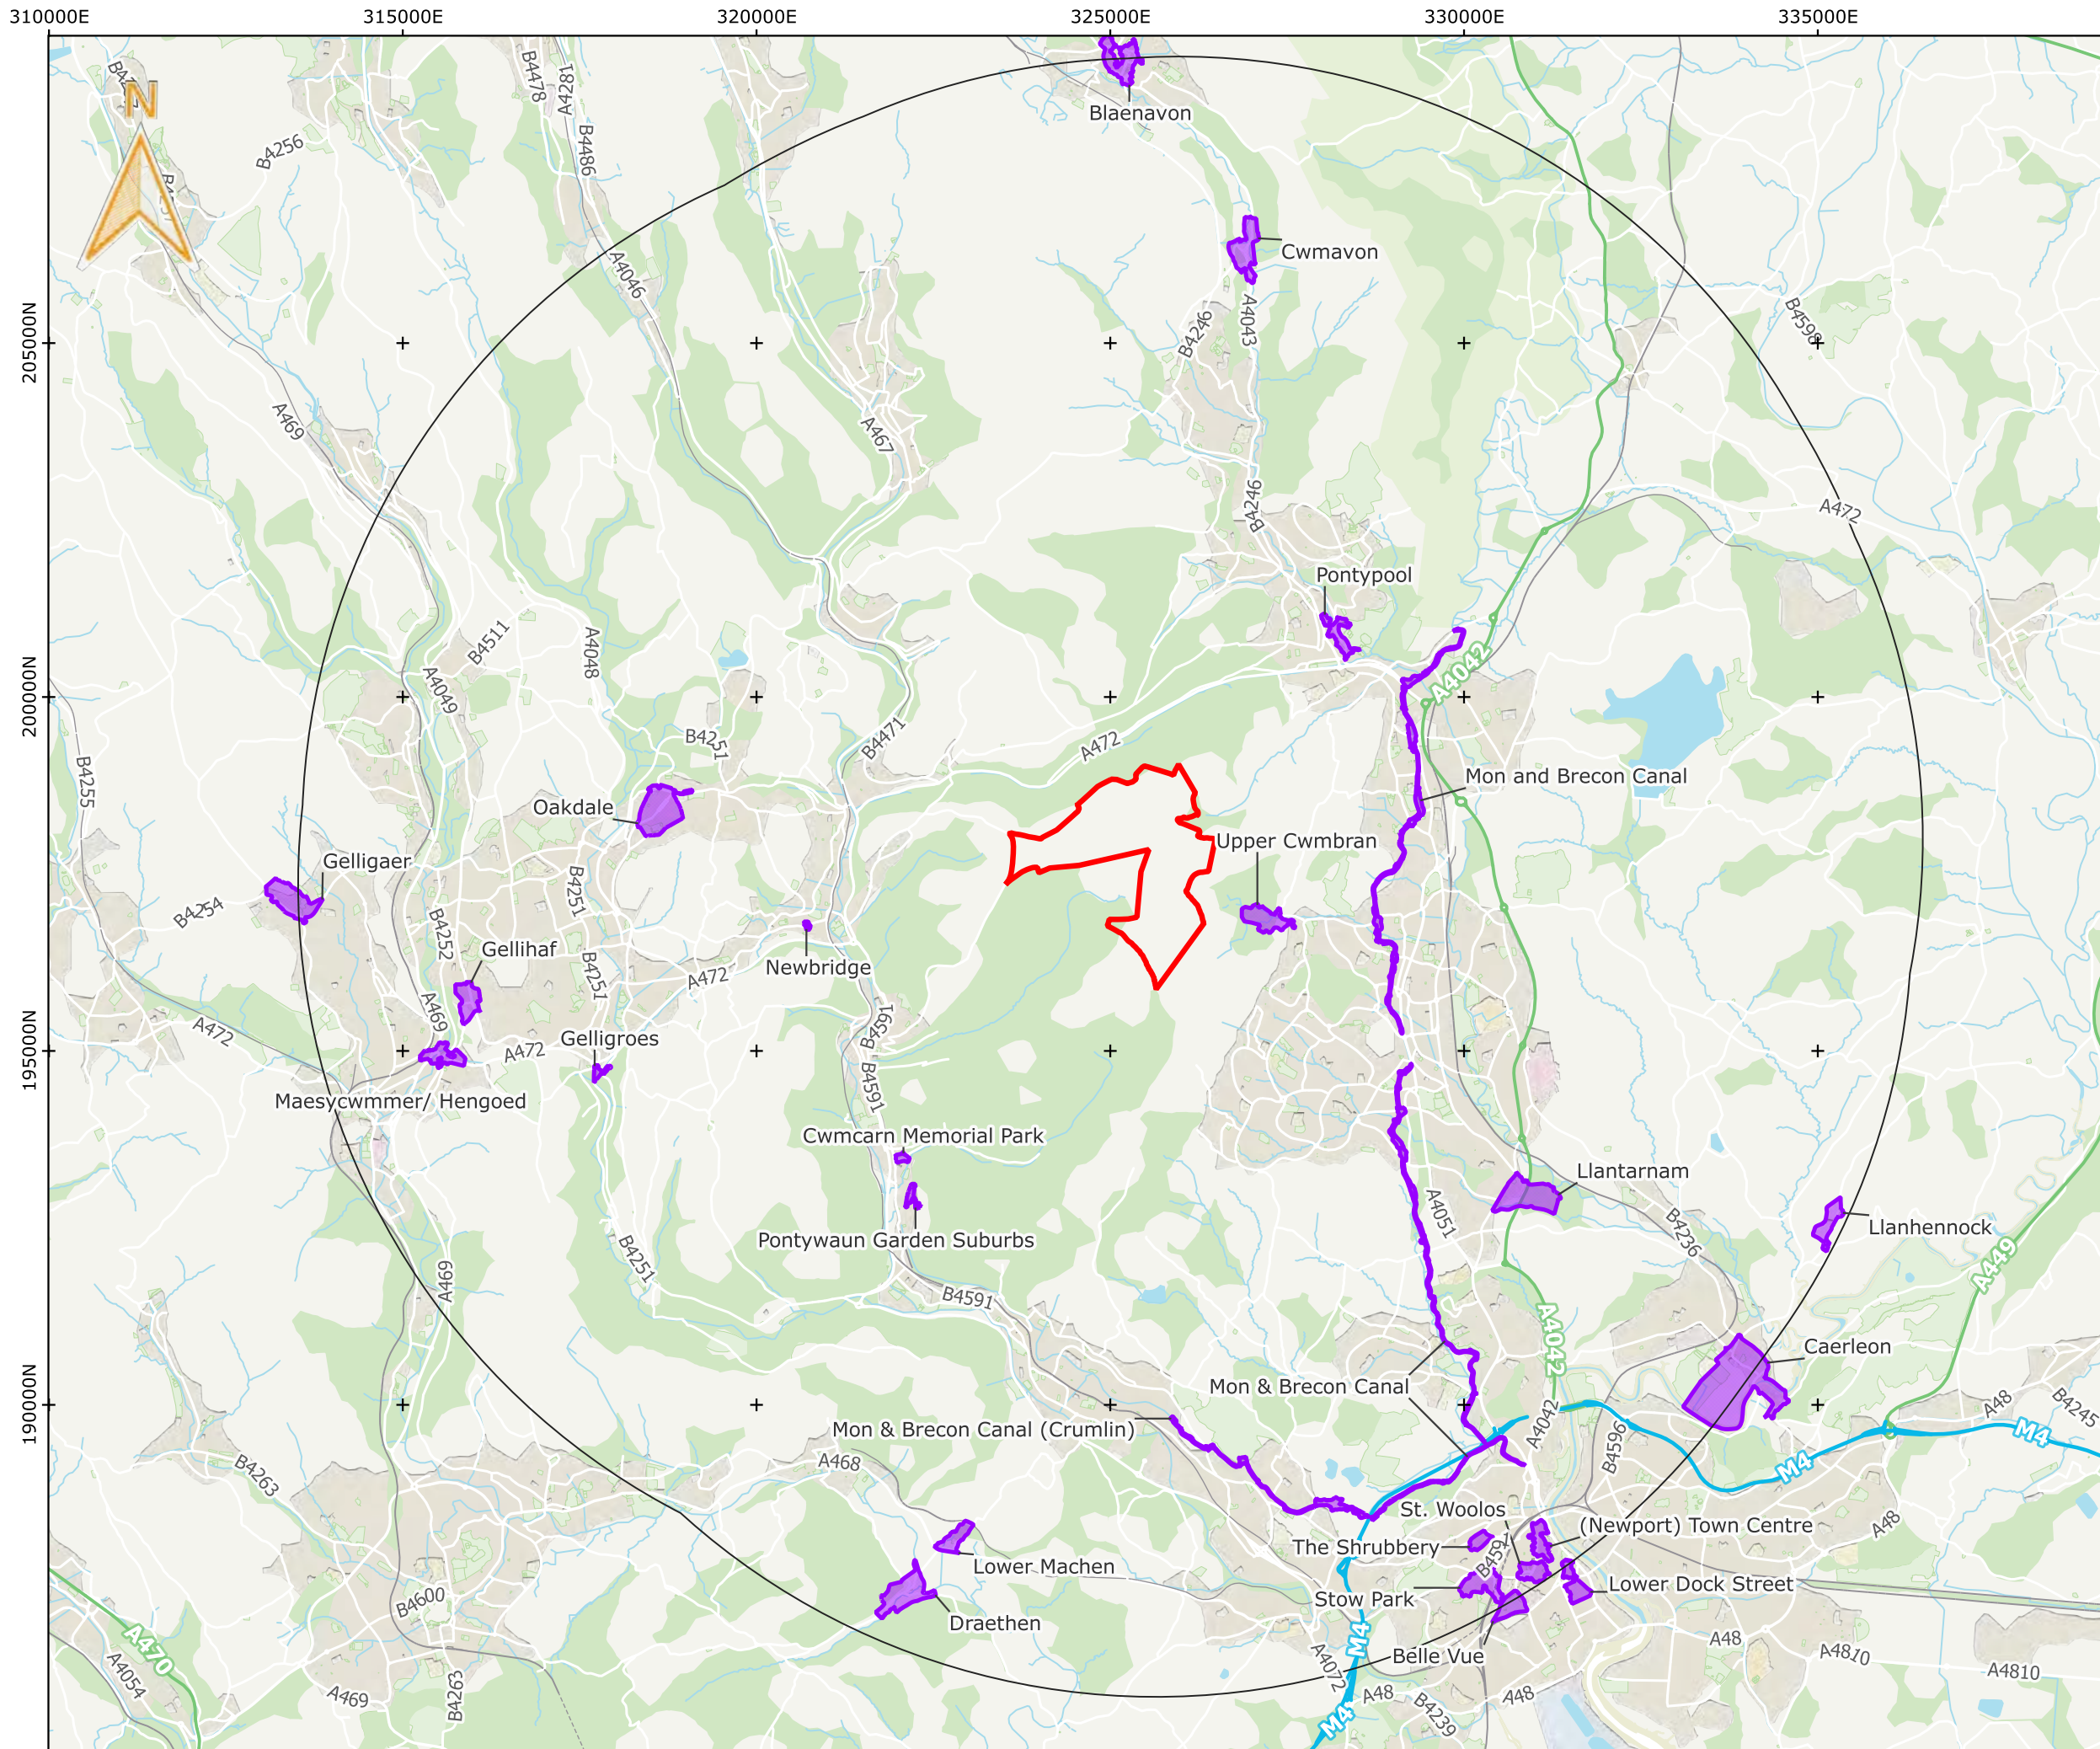 310000E 315000E 320000E 325000E 330000E 335000E
N
B4256
B4478
A4281
B4486
Blaenavon
Cwmavon
A4046
B4246
A4043
B4598
205000N
A469
A467
B4246
A472
Pontypool
B4511
A4048
A4049
A4042
200000N
B4251
B4471
A472
B4255
Mon and Brecon Canal
Oakdale
Upper Cwmbran
Gelligaer
B4254
B4251
B4252
Gellihaf
Newbridge
A472
B4251
A469
A472
Gelligroes
A472
B4591
195000N
B4591
Maesycwmmer/ Hengoed
Cwmcarn Memorial Park
Llantarnam
A4051
B4236
Llanhennock
Pontywaun Garden Suburbs
B4251
A469
A449
B4591
A4042
Caerleon
Mon & Brecon Canal
190000N
A48
B4245
Mon & Brecon Canal (Crumlin)
A4042
B4596
M4
M4
A468
B4263
St. Woolos
(Newport) Town Centre
A48
The Shrubbery
B4591
Lower Machen
Lower Dock Street
Stow Park
B4600
Draethen
A470
M4
Belle Vue
A48
A4810
A4810
A4054
A4072
A469
B4263
A48
A48
B4239
M4